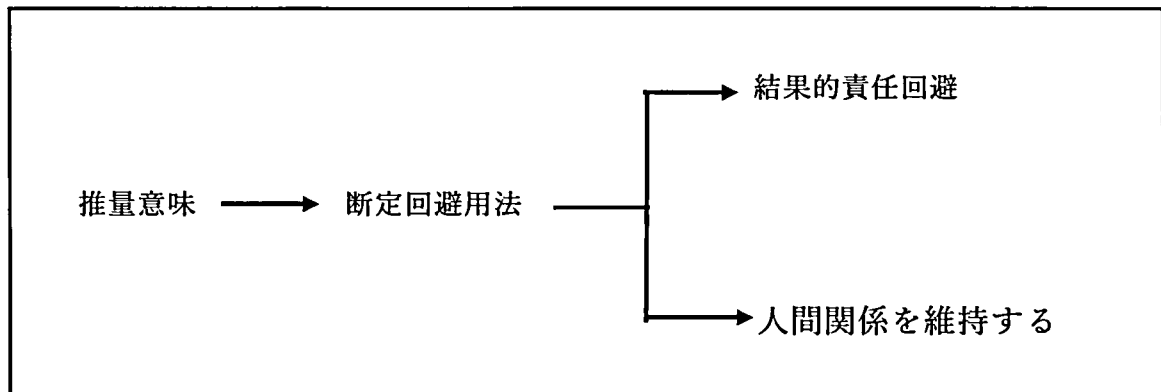 結果的責任回避
推量意味
断定回避用法
人間関係を維持する